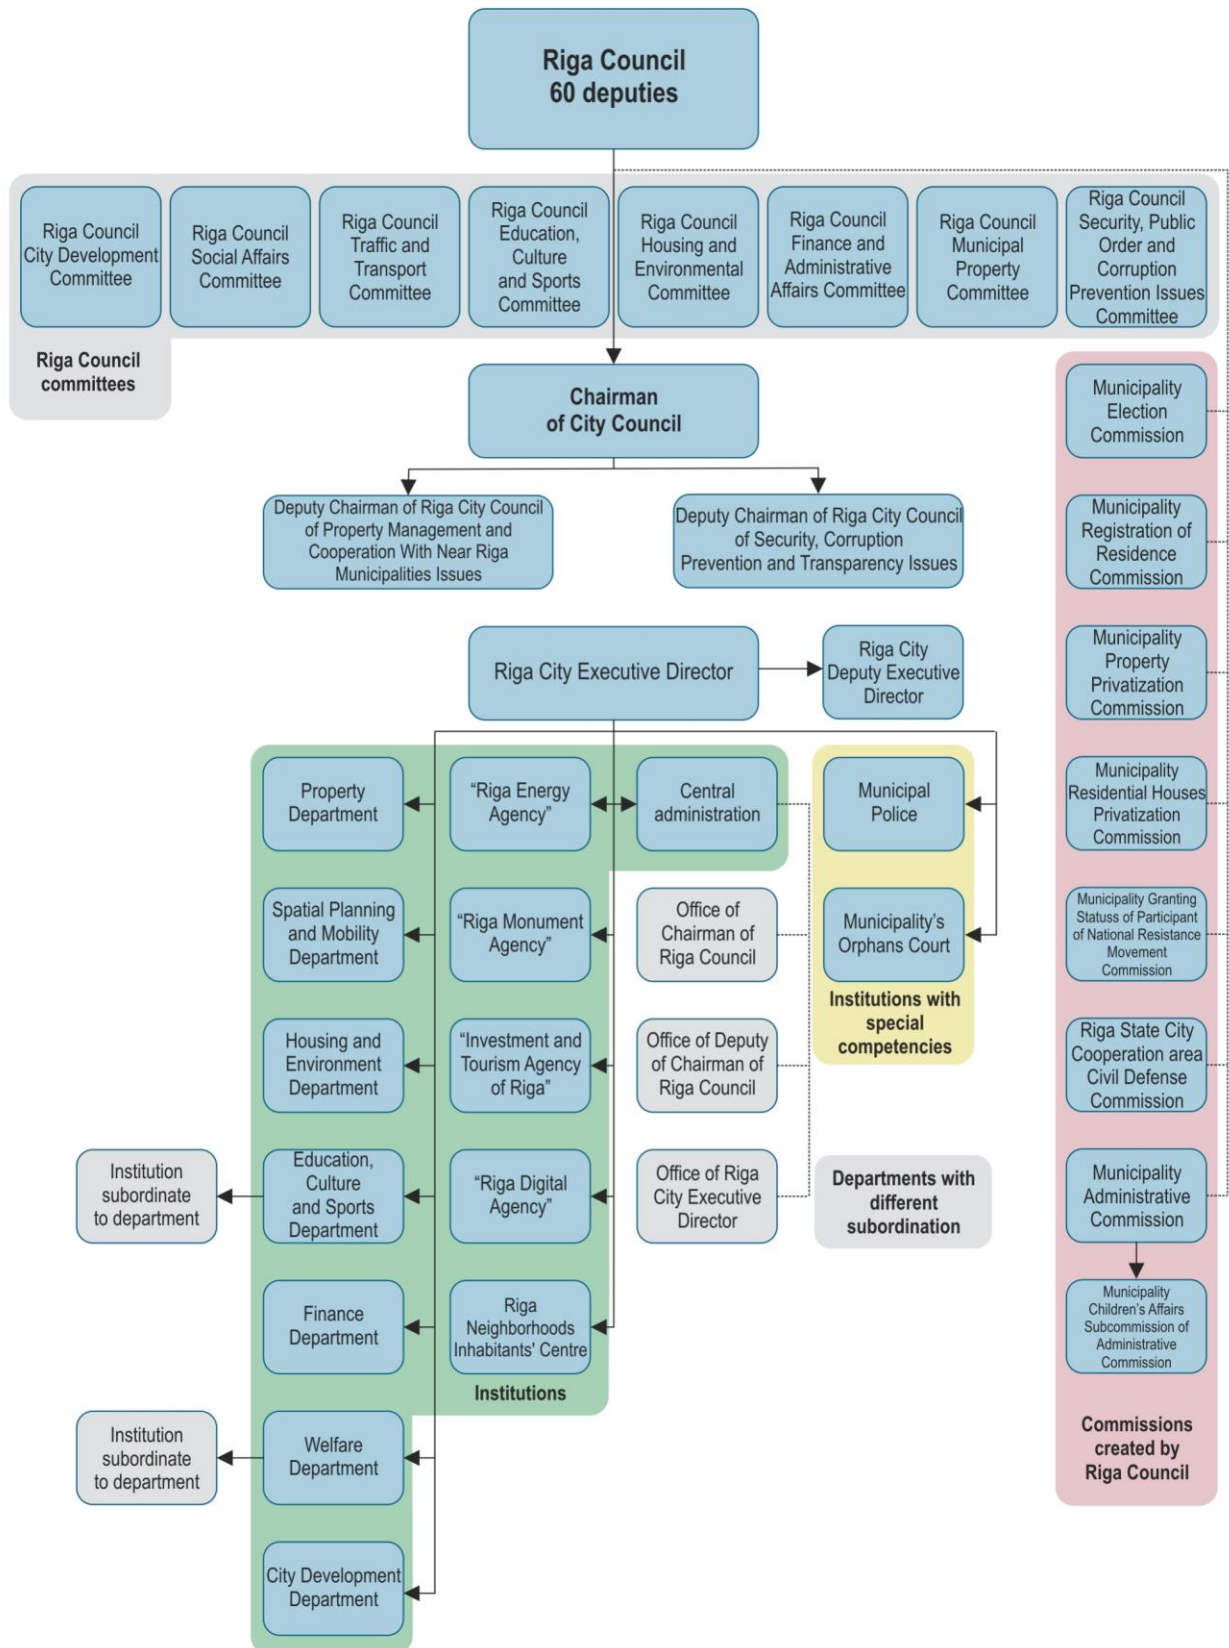 Riga Council
60 deputies
Riga Council
City Development
Committee
Riga Council
Social Affairs
Committee
Riga Council
Traffic and
Transport
Committee
Riga Council
Education,
Culture
and Sports
Committee
Riga Council
Housing and
Environmental
Committee
Riga Council
Finance and
Administrative
Affairs Committee
Riga Council
Municipal
Property
Committee
Riga Council
Security, Public
Order and
Corruption
Prevention Issues
Committee
Riga Council
committees
Chairman
of City Council
Deputy Chairman of Riga City Council
of Property Management and
Cooperation With Near Riga
Municipalities Issues
Deputy Chairman of Riga City Council
of Security, Corruption
Prevention and Transparency Issues
Riga City Executive Director
Riga City
Deputy Executive
Director
Property
Department
“Riga Energy
Agency”
Central
administration
Municipal
Police
Spatial Planning
and Mobility
Department
“Riga Monument
Agency”
Office of
Chairman of
Riga Council
Municipality’s
Orphans Court
Institutions with
special
competencies
Housing and
Environment
Department
“Investment and
Tourism Agency
of Riga”
Office of Deputy
of Chairman of
Riga Council
Institution
subordinate
to department
Education,
Culture
and Sports
Department
“Riga Digital
Agency”
Office of Riga
City Executive
Director
Departments with
different
subordination
Finance
Department
Riga
Neighborhoods
Inhabitants' Centre
Institutions
Institution
subordinate
to department
Welfare
Department
City Development
Department
Municipality
Election
Commission
Municipality
Registration of
Residence
Commission
Municipality
Property
Privatization
Commission
Municipality
Residential Houses
Privatization
Commission
Municipality Granting
Statuss of Participant
of National Resistance
Movement
Commission
Riga State City
Cooperation area
Civil Defense
Commission
Municipality
Administrative
Commission
Municipality
Children’s Affairs
Subcommission of
Administrative
Commission
Commissions
created by
Riga Council